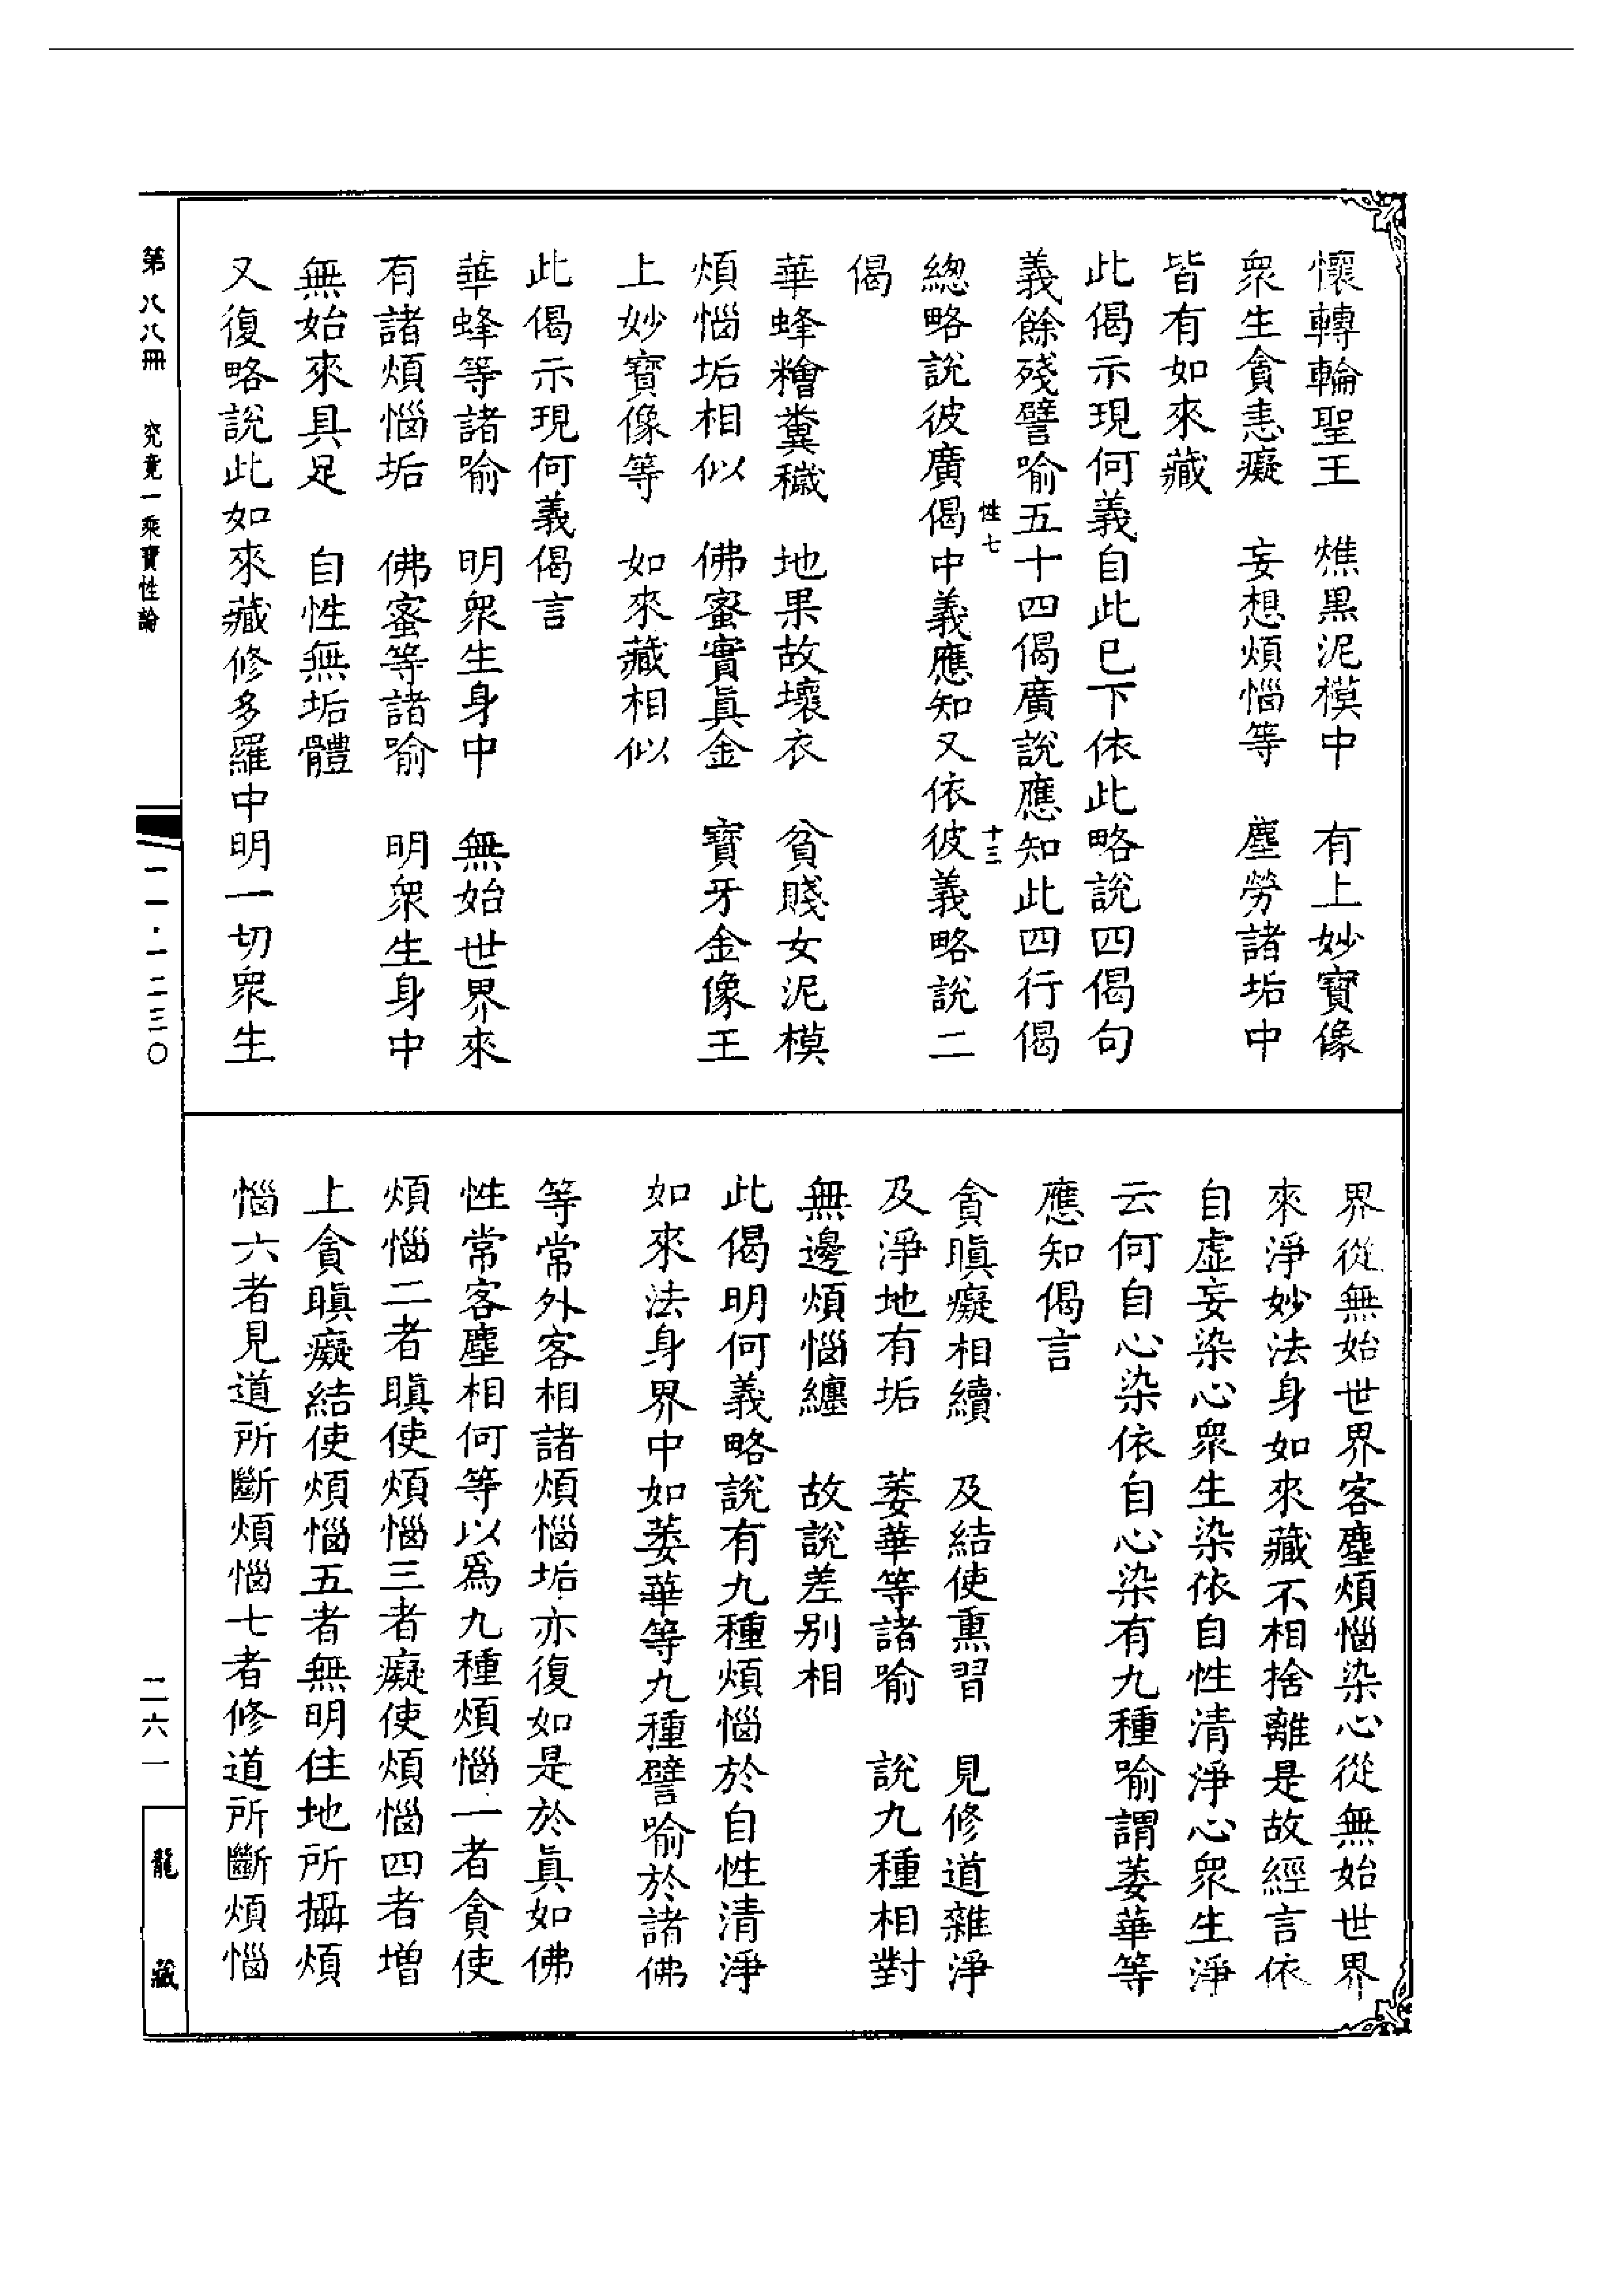 懷轉輪聖王　燋黑泥模中　有上妙寶像
衆生貪恚癡　妄想煩惱等　塵勞諸垢中
皆有如來藏
此偈示現何義自此已下依此略說四偈句
義餘殘譬喻五十四偈廣說應知此四行偈
性七　十三
總略說彼廣偈中義應知又依彼義略說二
偈
華蜂糩糞穢　地果故壞衣　貧賤女泥模
煩惱垢相似　佛蜜實真金　寶牙金像王
上妙寶像等　如來藏相似
此偈示現何義偈言
華蜂等諸喻　明衆生身中　無始世界來
有諸煩惱垢　佛蜜等諸喻　明衆生身中
無始來具足　自性無垢體
又復略說此如來藏修多羅中明一切衆生
界從無始世界客塵煩惱染心從無始世界
來淨妙法身如來藏不相捨離是故經言依
自虛妄染心衆生染依自性清淨心衆生淨
云何自心染依自心染有九種喻謂萎華等
應知偈言
貪瞋癡相續　及結使熏習　見修道雜淨
及淨地有垢　萎華等諸喻　說九種相對
無邊煩惱纏　故說差別相
此偈明何義略說有九種煩惱於自性清淨
如來法身界中如萎華等九種譬喻於諸佛
等常外客相諸煩惱垢亦復如是於真如佛
性常客塵相何等以爲九種煩惱一者貪使
煩惱二者瞋使煩惱三者癡使煩惱四者增
上貪瞋癡結使煩惱五者無明住地所攝煩
惱六者見道所斷煩惱七者修道所斷煩惱
第八八冊　究竟一乘寶性論
一一·一二三〇
二六一
龍藏